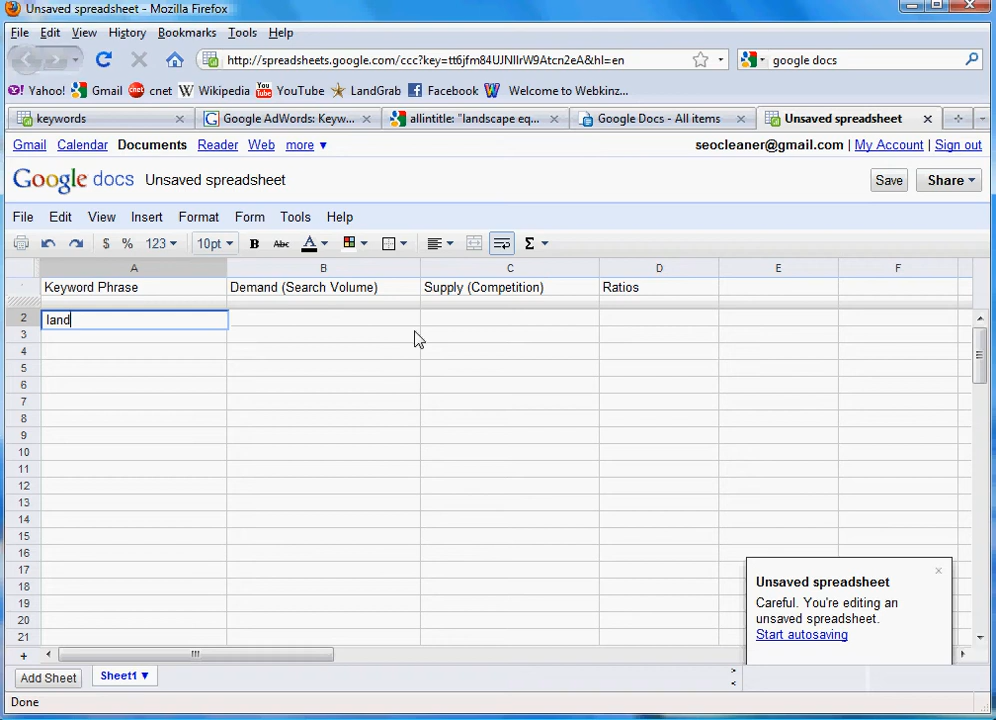 Unsaved spreadsheet - Mozilla Firefox
File Edit View History Bookmarks Tools Help
http://spreadsheets.google.com/ccc?key=tt6jfm84UJNIIrW9Atcn2eA&hl=en google docs
Yahoo! Gmail cnet cnet Wikipedia YouTube LandGrab Facebook Welcome to Webkinz...
keywords Google AdWords: Keyw... allintitle: "landscape eq... Google Docs - All items Unsaved spreadsheet
Gmail Calendar Documents Reader Web more ▼ seocleaner@gmail.com | My Account | Sign out
Google docs Unsaved spreadsheet Save Share
File Edit View Insert Format Form Tools Help
$ % 123 10pt B Abc A Σ
A B C D E F
Keyword Phrase Demand (Search Volume) Supply (Competition) Ratios
2 land
3
4
5
6
7
8
9
10
11
12
13
14
15
16
17
18
19
20
21
Unsaved spreadsheet
Careful. You're editing an
unsaved spreadsheet.
Start autosaving
Add Sheet Sheet1 ▼
Done